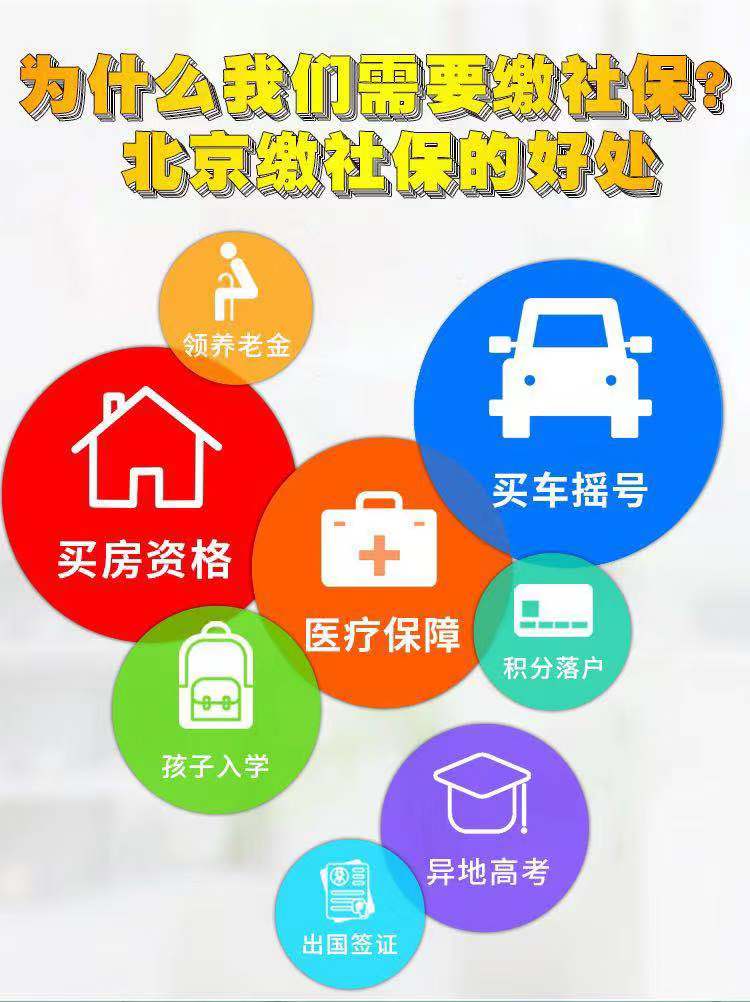 为什么我们需要缴社保?
北京缴社保的好处
领养老金
买车摇号
买房资格
医疗保障
积分落户
孩子入学
异地高考
出国签证